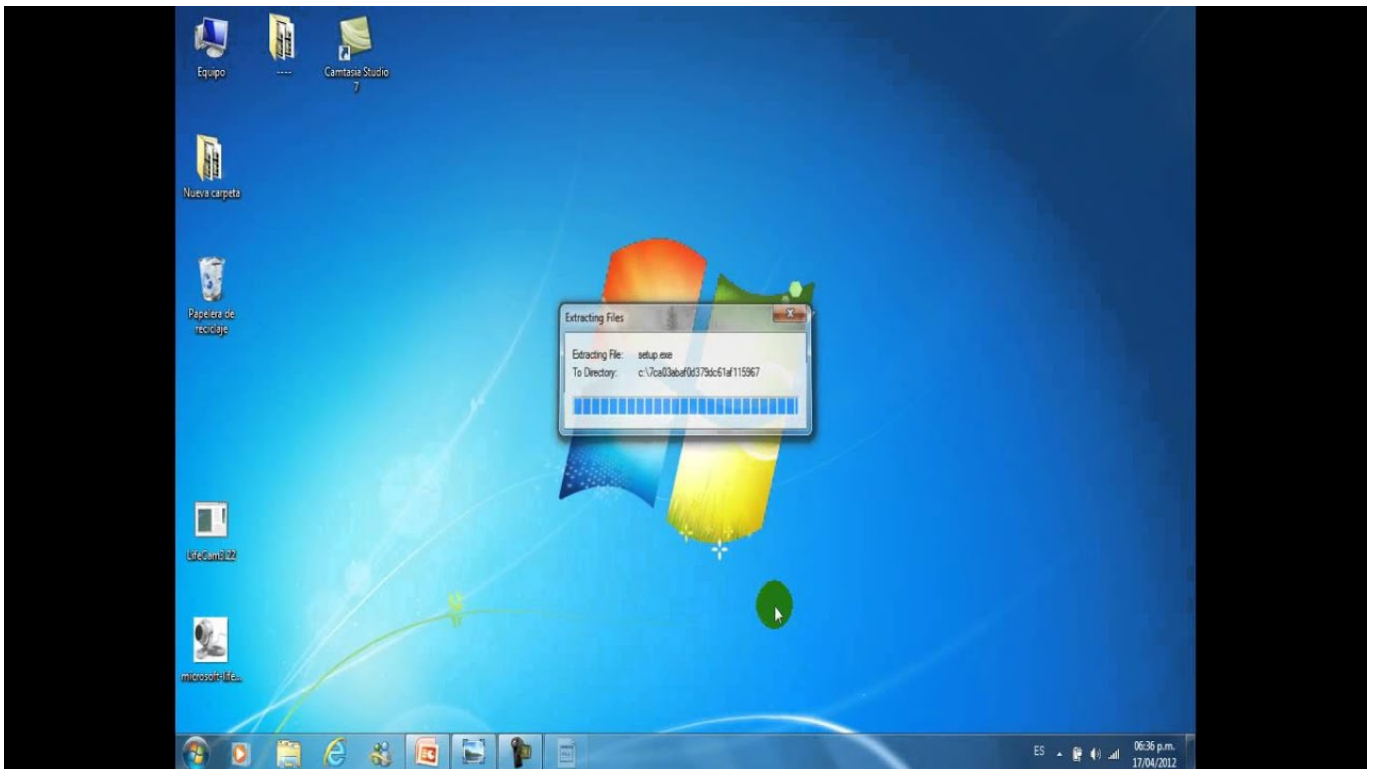 Equipo
----
Camtasia Studio
7
Nueva carpeta
Papelera de
reciclaje
Extracting Files
Extracting File: setup.exe
To Directory: c:\7ca03abaf0d379dc61af115967
LifeCam3.22
microsoft-life...
ES
06:36 p.m.
17/04/2012